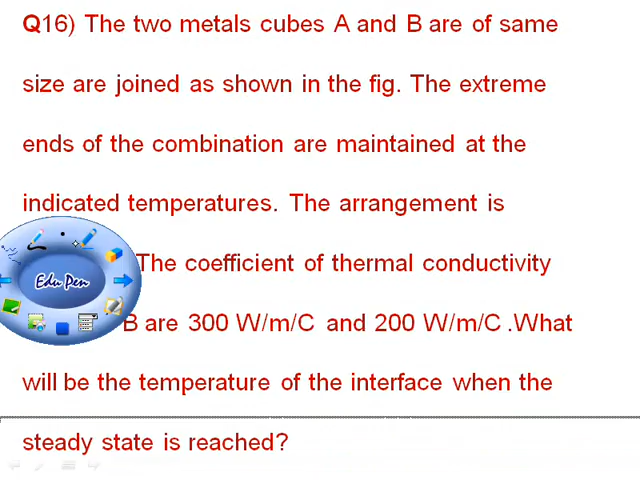 Q16) The two metals cubes A and B are of same
size are joined as shown in the fig. The extreme
ends of the combination are maintained at the
indicated temperatures. The arrangement is
The coefficient of thermal conductivity
Edu Pen
B are 300 W/m/C and 200 W/m/C .What
will be the temperature of the interface when the
steady state is reached?